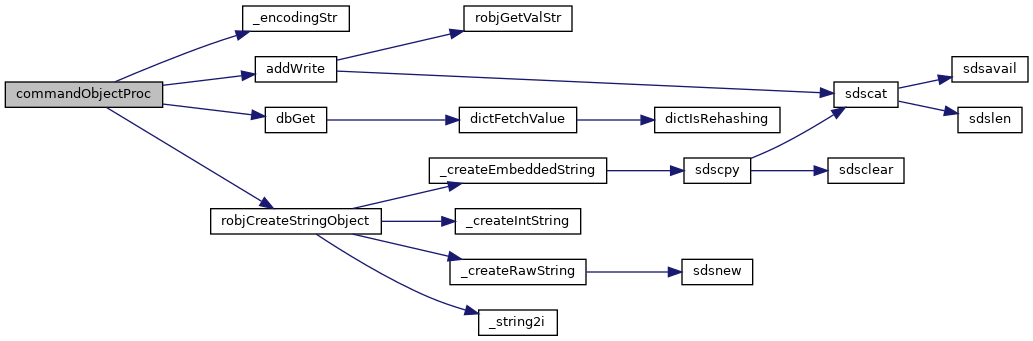 commandObjectProc
_encodingStr
addWrite
robjGetValStr
dbGet
dictFetchValue
dictIsRehashing
robjCreateStringObject
_createEmbeddedString
sdscpy
sdscat
sdsavail
sdslen
sdsclear
_createIntString
_createRawString
sdsnew
_string2i